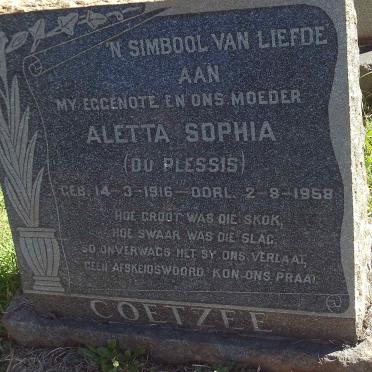 'N SIMBOOL VAN LIEFDE
AAN
MY EGGENOTE EN ONS MOEDER
ALETTA SOPHIA
(DU PLESSIS)
GEB. 14-3-1916 - OORL. 2-8-1958
HOE GROOT WAS DIE SKOK,
HOE SWAAR WAS DIE SLAG,
SO ONVERWAGS HET SY ONS VERLAAT,
GEEN AFSKEIDSWOORD KON ONS PRAAT.
COETZEE